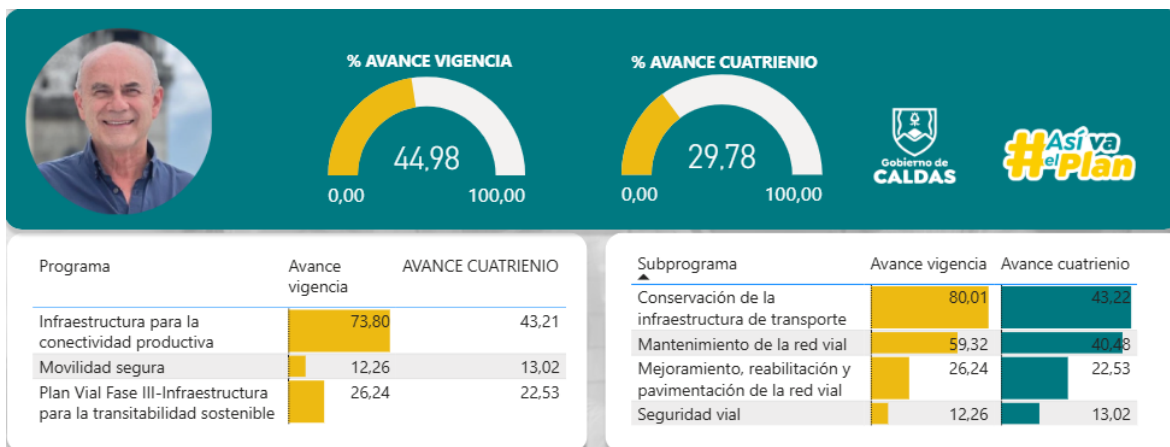 % AVANCE VIGENCIA
44,98
0,00 100,00
% AVANCE CUATRIENIO
29,78
0,00 100,00
Gobierno de
CALDAS
#Así va
el Plan
Programa Avance AVANCE CUATRIENIO
vigencia
Infraestructura para la 73,80 43,21
conectividad productiva
Movilidad segura 12,26 13,02
Plan Vial Fase III-Infraestructura 26,24 22,53
para la transitabilidad sostenible
Subprograma Avance vigencia Avance cuatrienio
Conservación de la 80,01 43,22
infraestructura de transporte
Mantenimiento de la red vial 59,32 40,48
Mejoramiento, reabilitación y 26,24 22,53
pavimentación de la red vial
Seguridad vial 12,26 13,02